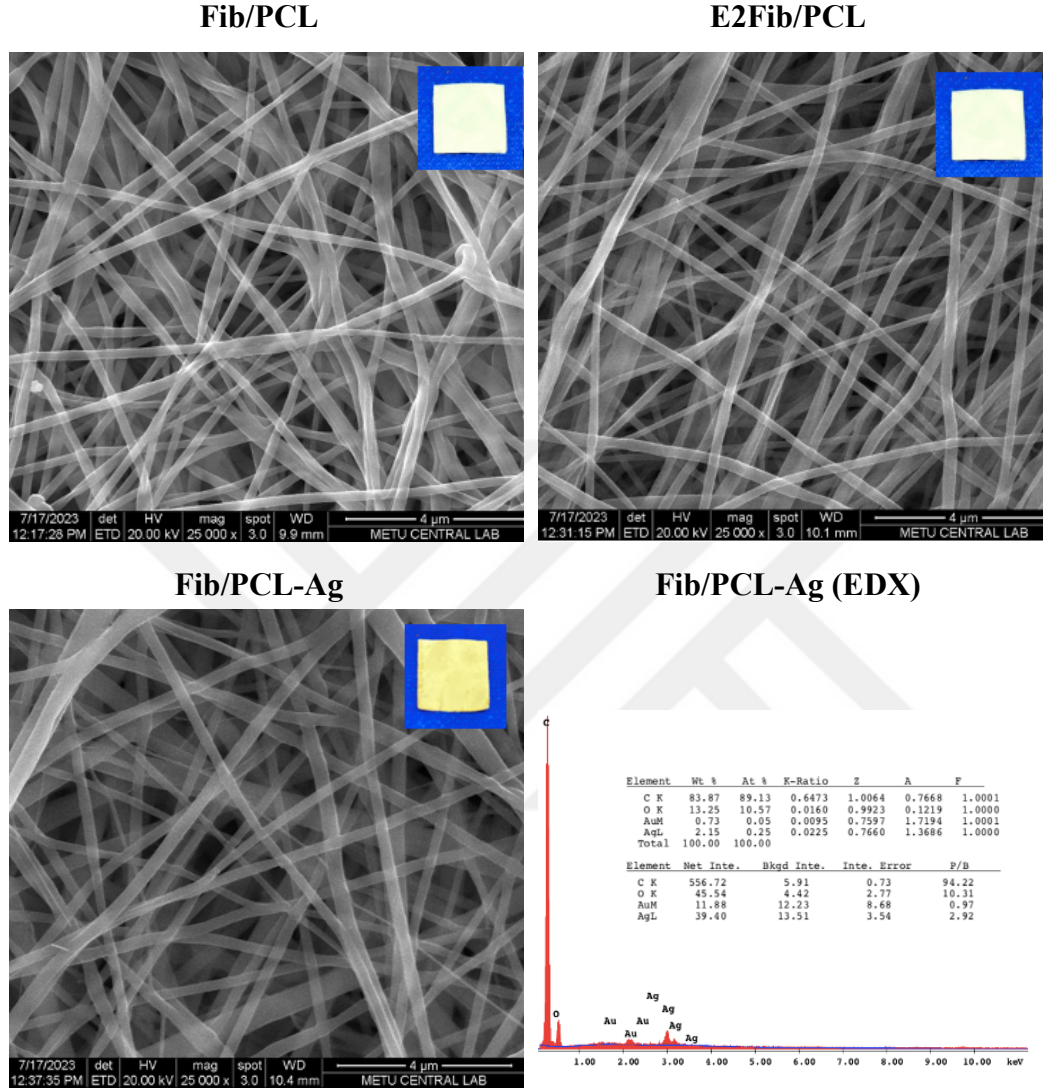 Fib/PCL
E2Fib/PCL
7/17/2023 det HV mag spot WD 4 µm
12:17:28 PM ETD 20.00 kV 25 000 x 3.0 9.9 mm METU CENTRAL LAB
7/17/2023 det HV mag spot WD 4 µm
12:31:15 PM ETD 20.00 kV 25 000 x 3.0 10.1 mm METU CENTRAL LAB
Fib/PCL-Ag
Fib/PCL-Ag (EDX)
7/17/2023 det HV mag spot WD 4 µm
12:37:35 PM ETD 20.00 kV 25 000 x 3.0 10.4 mm METU CENTRAL LAB
C
Element Wt % At % K-Ratio Z A F
C K 83.87 89.13 0.6473 1.0064 0.7668 1.0001
O K 13.25 10.57 0.0160 0.9923 0.1219 1.0000
AuM 0.73 0.05 0.0095 0.7597 1.7194 1.0001
AgL 2.15 0.25 0.0225 0.7660 1.3686 1.0000
Total 100.00 100.00
Element Net Inte. Bkgd Inte. Inte. Error P/B
C K 556.72 5.91 0.73 94.22
O K 45.54 4.42 2.77 10.31
AuM 11.88 12.23 8.68 0.97
AgL 39.40 13.51 3.54 2.92
Ag
Ag
O Au Au Ag
Au Ag
1.00 2.00 3.00 4.00 5.00 6.00 7.00 8.00 9.00 10.00 keV